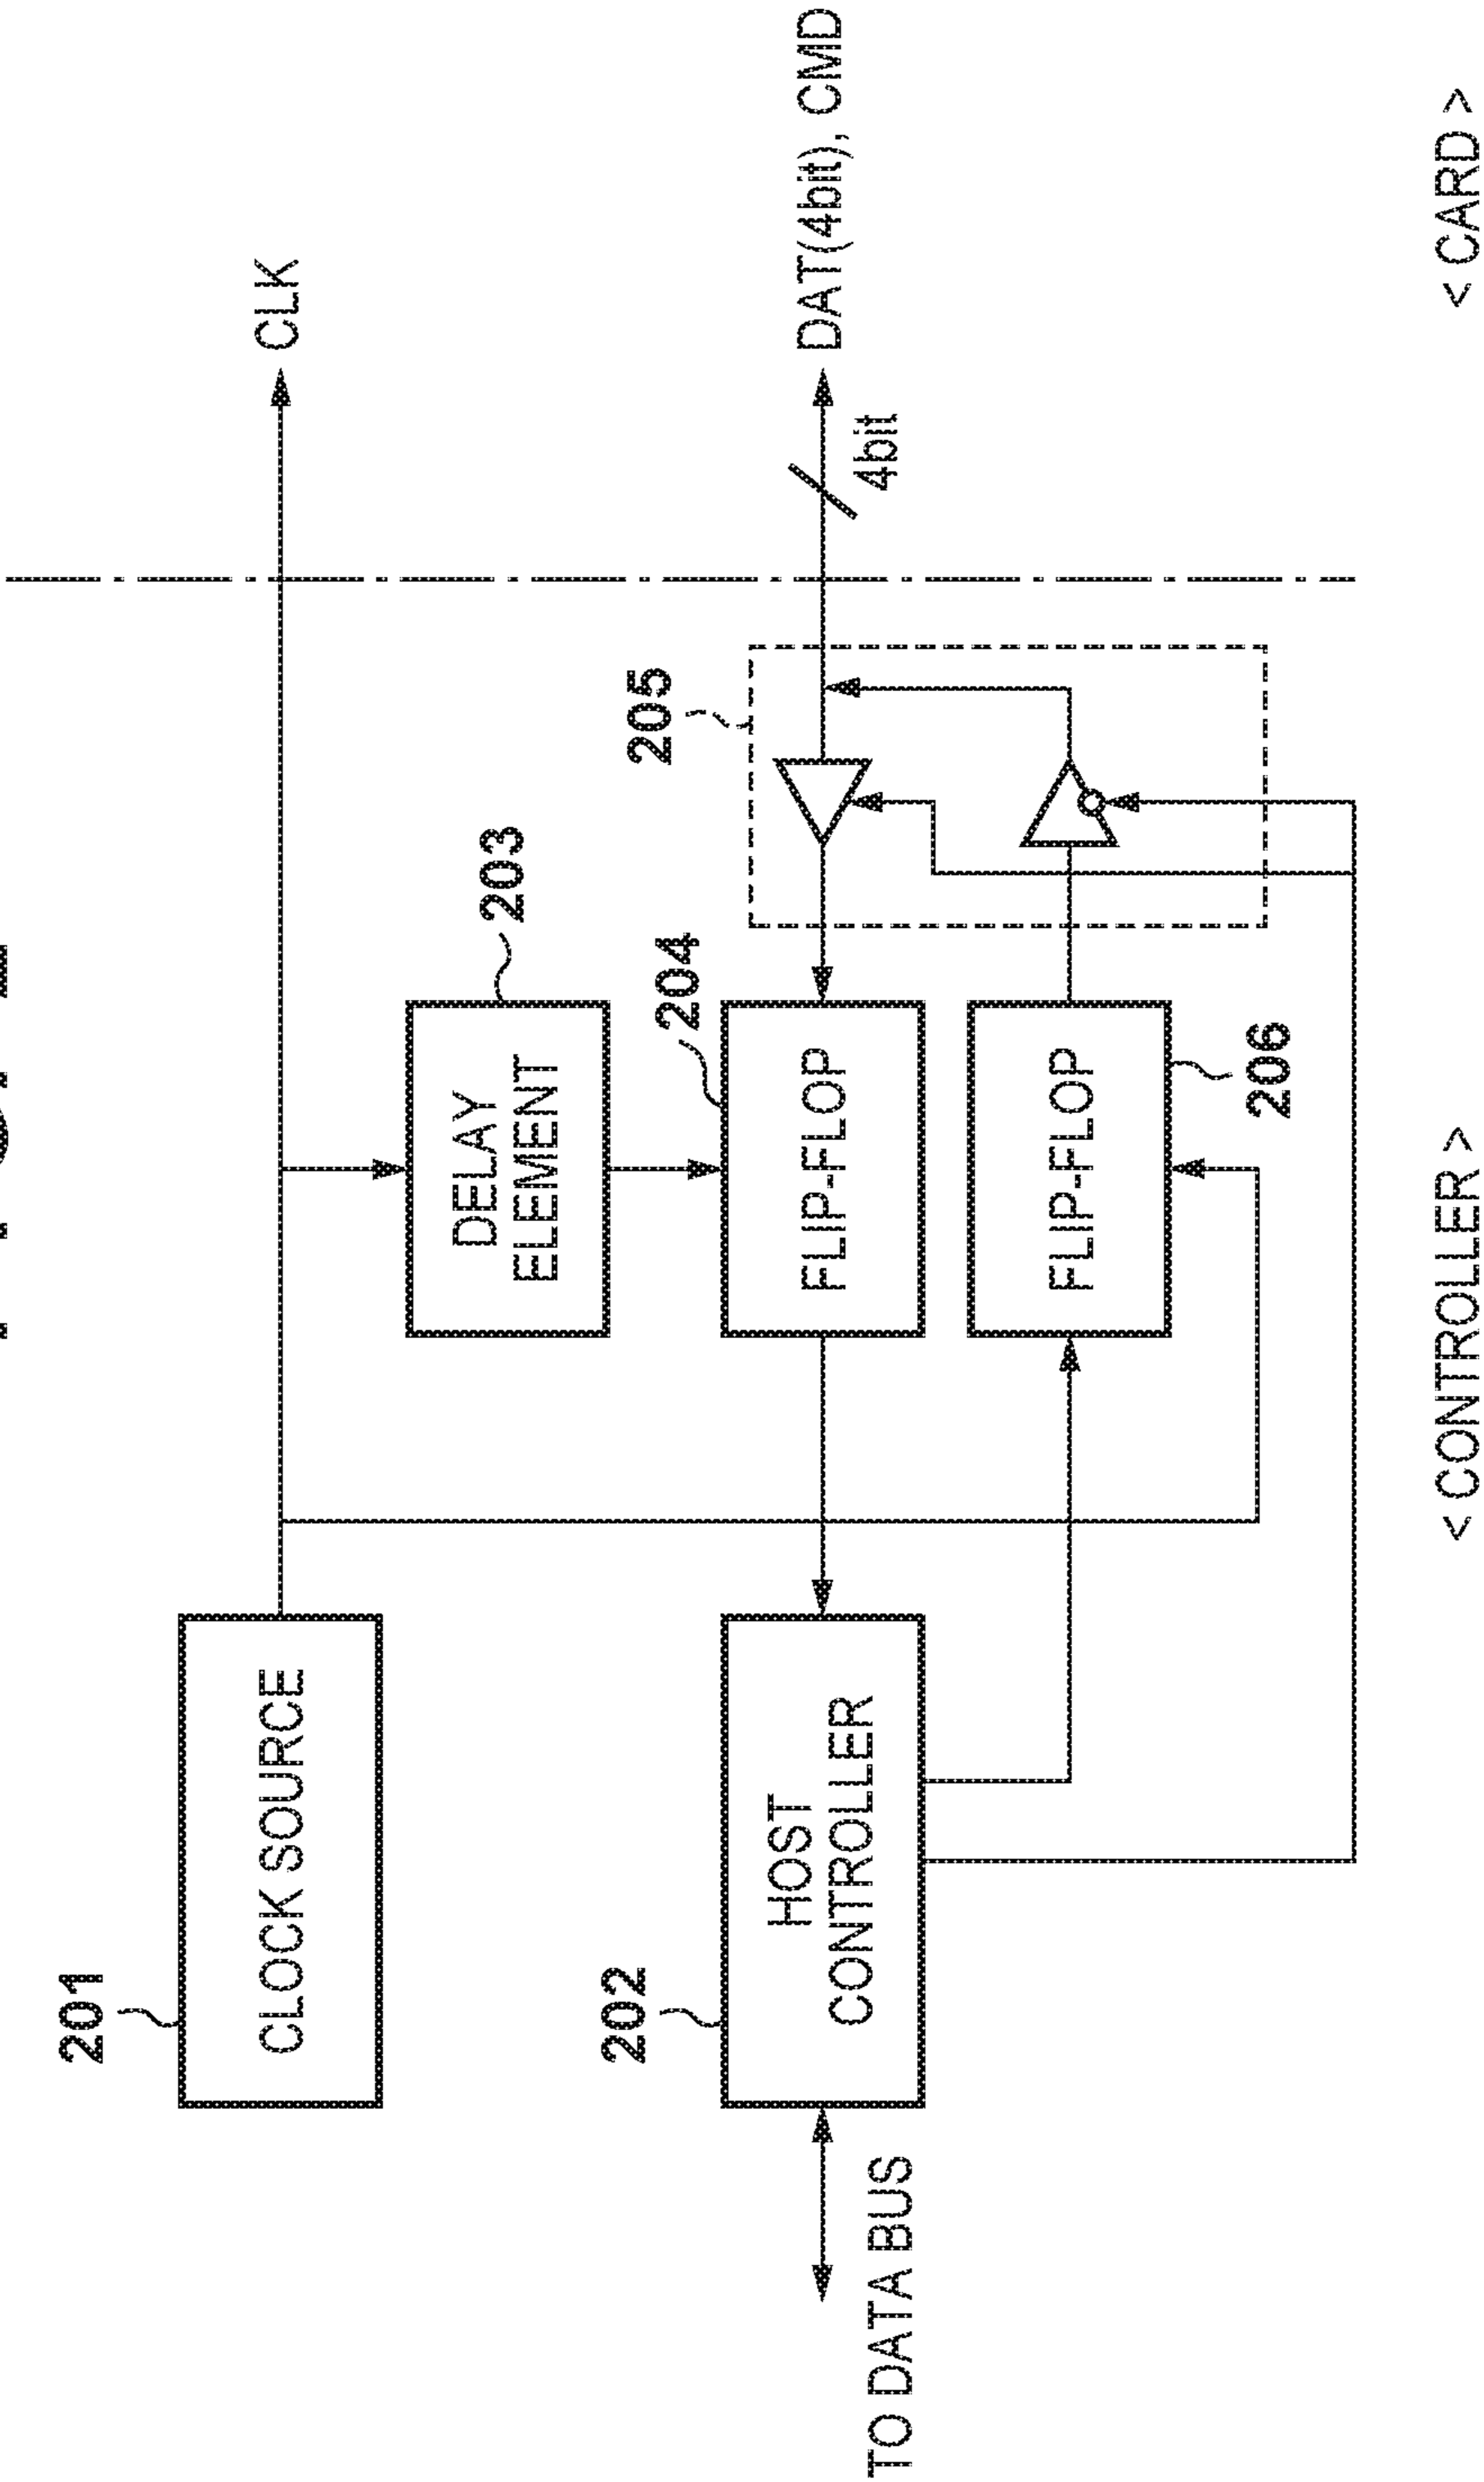 201
CLOCK SOURCE
CLK
203
DELAY
ELEMENT
202
HOST
CONTROLLER
TO DATA BUS
204
FLIP-FLOP
205
4bit
DAT(4bit), CMD
FLIP-FLOP
206
< CONTROLLER >
< CARD >